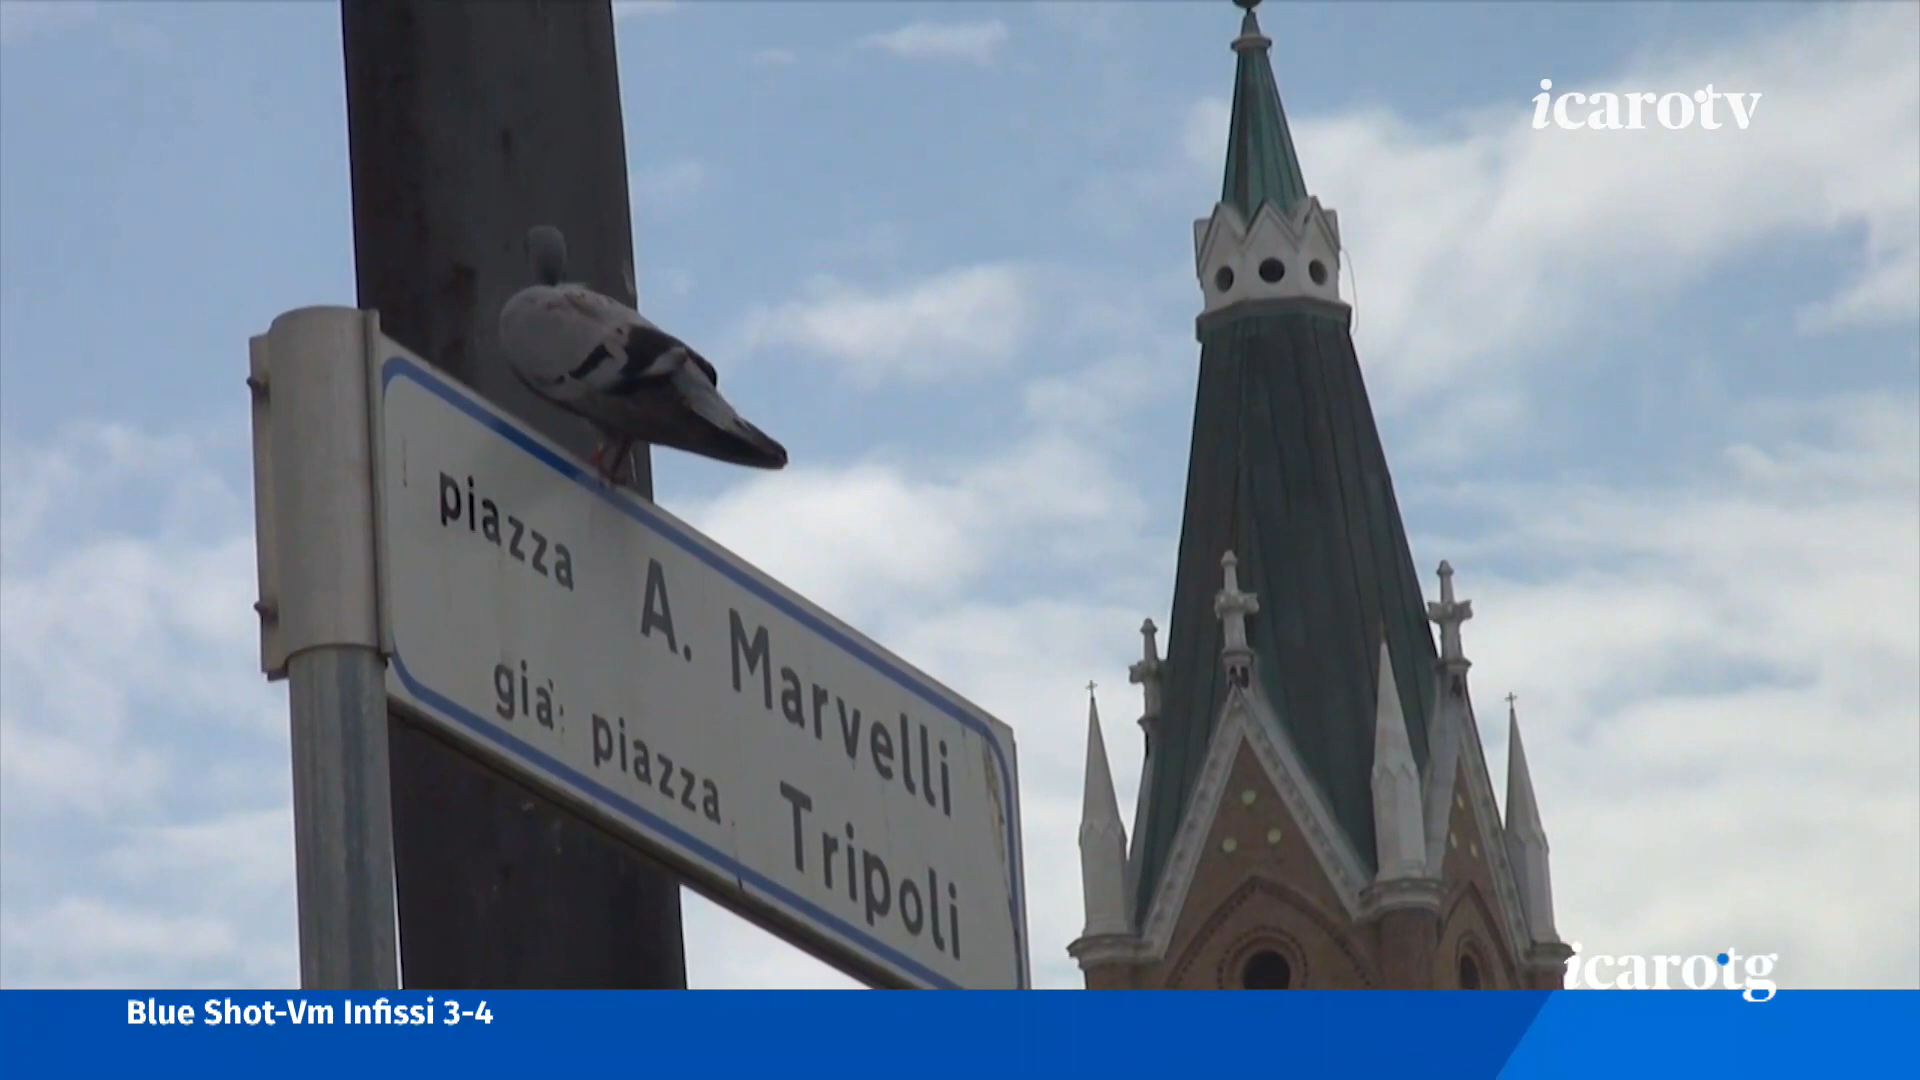 icarotv
piazza A. Marvelli
già: piazza Tripoli
icarotg
Blue Shot-Vm Infissi 3-4